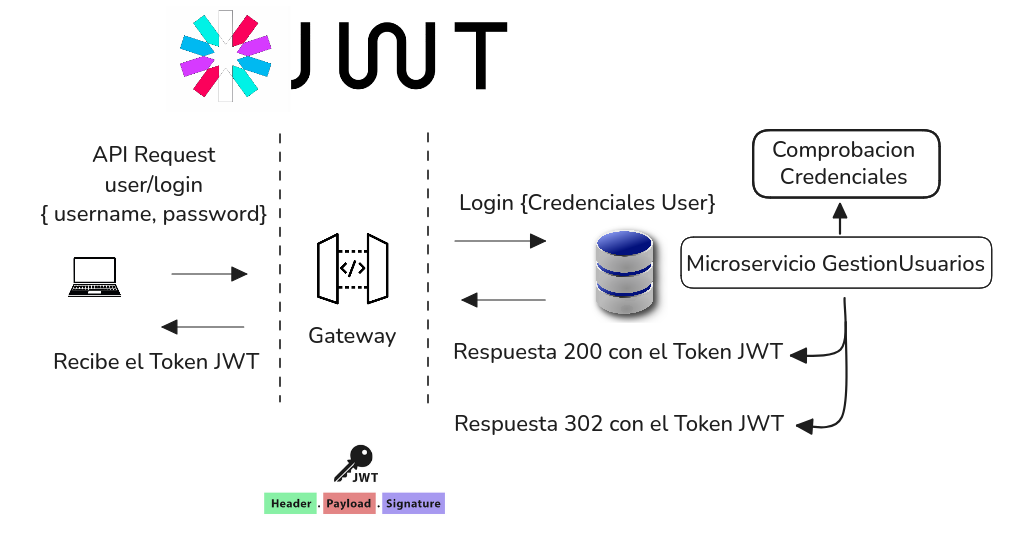 JWT
API Request
user/login
{ username, password}
Recibe el Token JWT
</>
Gateway
Login {Credenciales User}
Comprobacion
Credenciales
Microservicio GestionUsuarios
Respuesta 200 con el Token JWT
Respuesta 302 con el Token JWT
JWT
Header . Payload . Signature